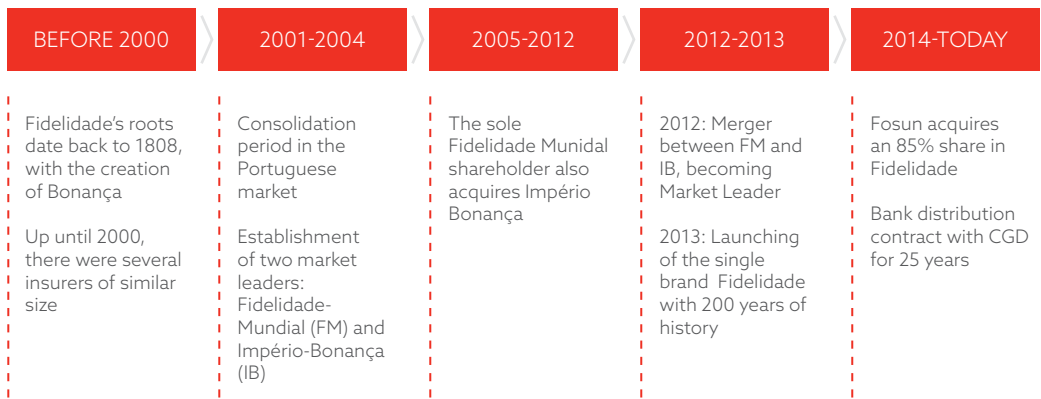 BEFORE 2000
Fidelidade's roots
date back to 1808,
with the creation
of Bonança
Up until 2000,
there were several
insurers of similar
size
2001-2004
Consolidation
period in the
Portuguese
market
Establishment
of two market
leaders:
Fidelidade-
Mundial (FM) and
Império-Bonança
(IB)
2005-2012
The sole
Fidelidade Munidal
shareholder also
acquires Império
Bonança
2012-2013
2012: Merger
between FM and
IB, becoming
Market Leader
2013: Launching
of the single
brand Fidelidade
with 200 years of
history
2014-TODAY
Fosun acquires
an 85% share in
Fidelidade
Bank distribution
contract with CGD
for 25 years